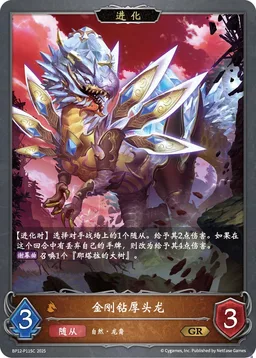 进化
【进化时】选择对手战场上的1个随从。给予其2点伤害。如果在
这个回合中有丢弃自己的手牌，则改为给予其4点伤害。
谢幕曲 召唤1个『那塔拉的大树』。
金刚钻厚头龙
3
3
随从
自然・龙裔
GR
BP12-P11SC 2025
© Cygames, Inc. Published by NetEase Games